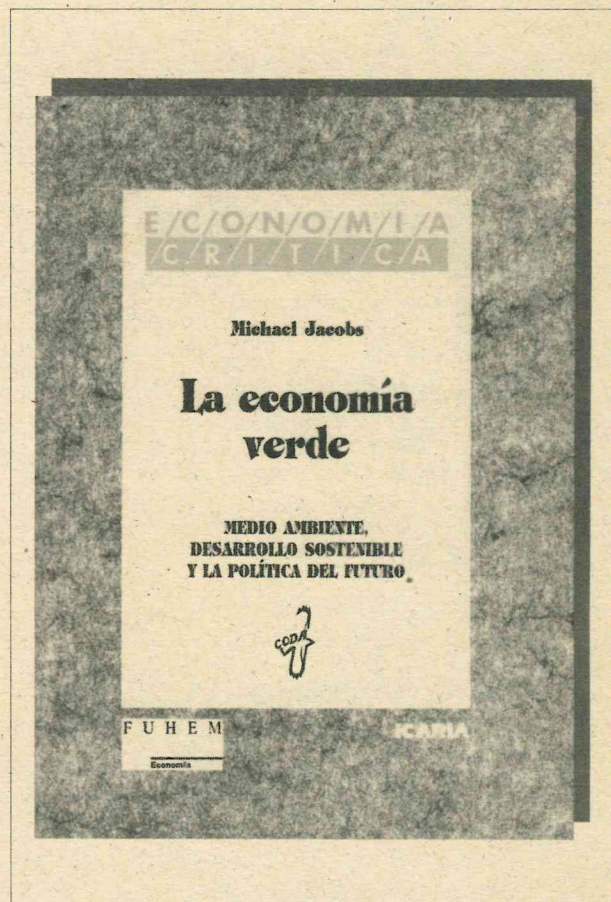 E/C/O/N/O/M/I/A
C/R/I/T/I/C/A
Michael Jacobs
La economía
verde
MEDIO AMBIENTE,
DESARROLLO SOSTENIBLE
Y LA POLÍTICA DEL FUTURO
CODA
FUHEM
Economía
ICARIA